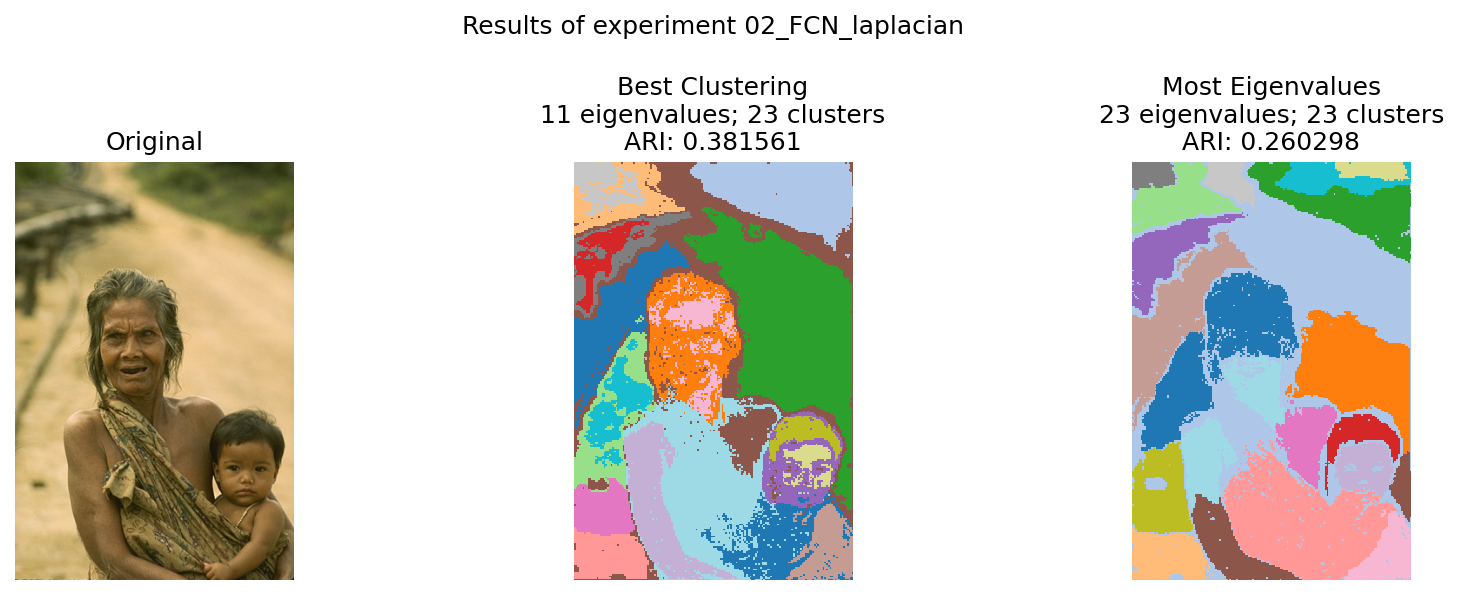 Results of experiment 02_FCN_laplacian
Original
Best Clustering
11 eigenvalues; 23 clusters
ARI: 0.381561
Most Eigenvalues
23 eigenvalues; 23 clusters
ARI: 0.260298